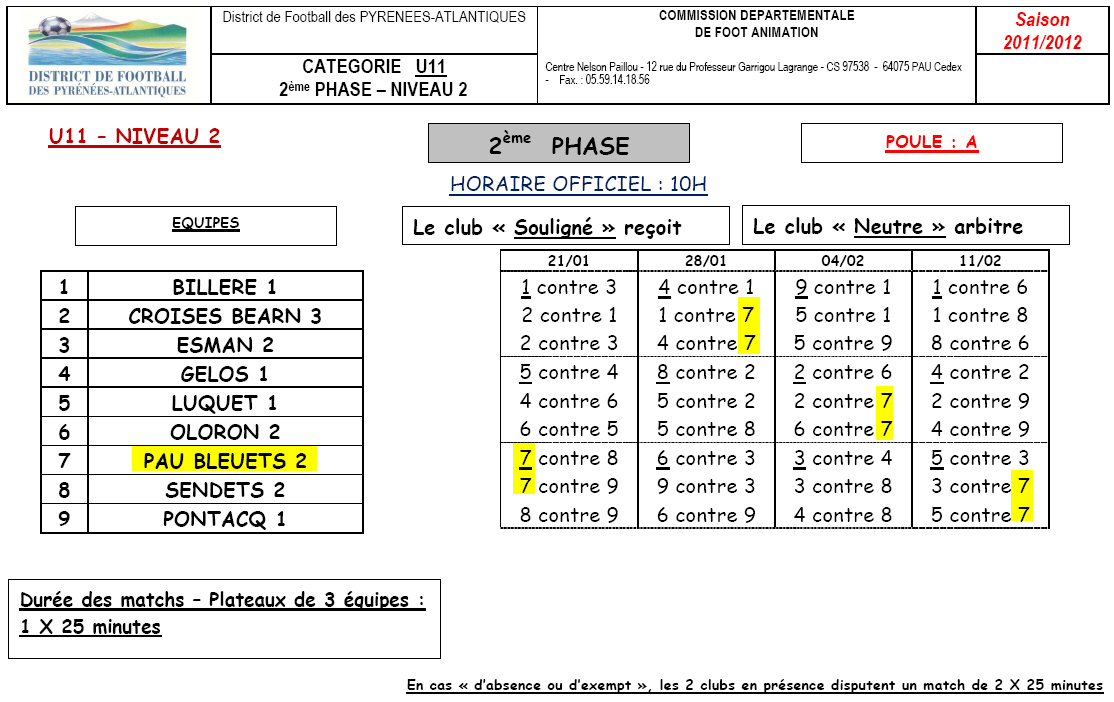 DISTRICT DE FOOTBALL
DES PYRÉNÉES-ATLANTIQUES
District de Football des PYRENEES-ATLANTIQUES
CATEGORIE U11
2ème PHASE – NIVEAU 2
COMMISSION DEPARTEMENTALE
DE FOOT ANIMATION
Centre Nelson Paillou - 12 rue du Professeur Garrigou Lagrange - CS 97538 - 64075 PAU Cedex
- Fax. : 05.59.14.18.56
Saison
2011/2012
U11 – NIVEAU 2
2ème PHASE
POULE : A
HORAIRE OFFICIEL : 10H
EQUIPES
Le club « Souligné » reçoit
Le club « Neutre » arbitre
1 BILLERE 1
2 CROISES BEARN 3
3 ESMAN 2
4 GELOS 1
5 LUQUET 1
6 OLORON 2
7 PAU BLEUETS 2
8 SENDETS 2
9 PONTACQ 1
21/01 28/01 04/02 11/02
1 contre 3 4 contre 1 9 contre 1 1 contre 6
2 contre 1 1 contre 7 5 contre 1 1 contre 8
2 contre 3 4 contre 7 5 contre 9 8 contre 6
5 contre 4 8 contre 2 2 contre 6 4 contre 2
4 contre 6 5 contre 2 2 contre 7 2 contre 9
6 contre 5 5 contre 8 6 contre 7 4 contre 9
7 contre 8 6 contre 3 3 contre 4 5 contre 3
7 contre 9 9 contre 3 3 contre 8 3 contre 7
8 contre 9 6 contre 9 4 contre 8 5 contre 7
Durée des matchs – Plateaux de 3 équipes :
1 X 25 minutes
En cas « d'absence ou d'exempt », les 2 clubs en présence disputent un match de 2 X 25 minutes